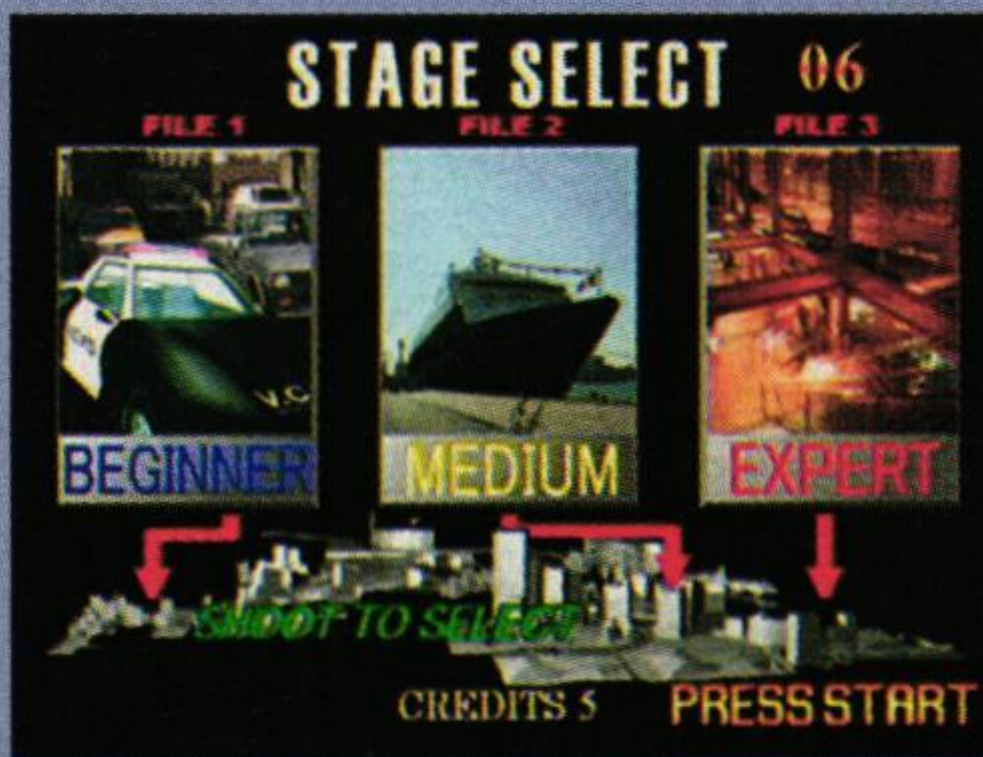 STAGE SELECT 06
FILE 1 FILE 2 FILE 3
V.C
BEGINNER MEDIUM EXPERT
SHOOT TO SELECT
CREDITS 5 PRESS START